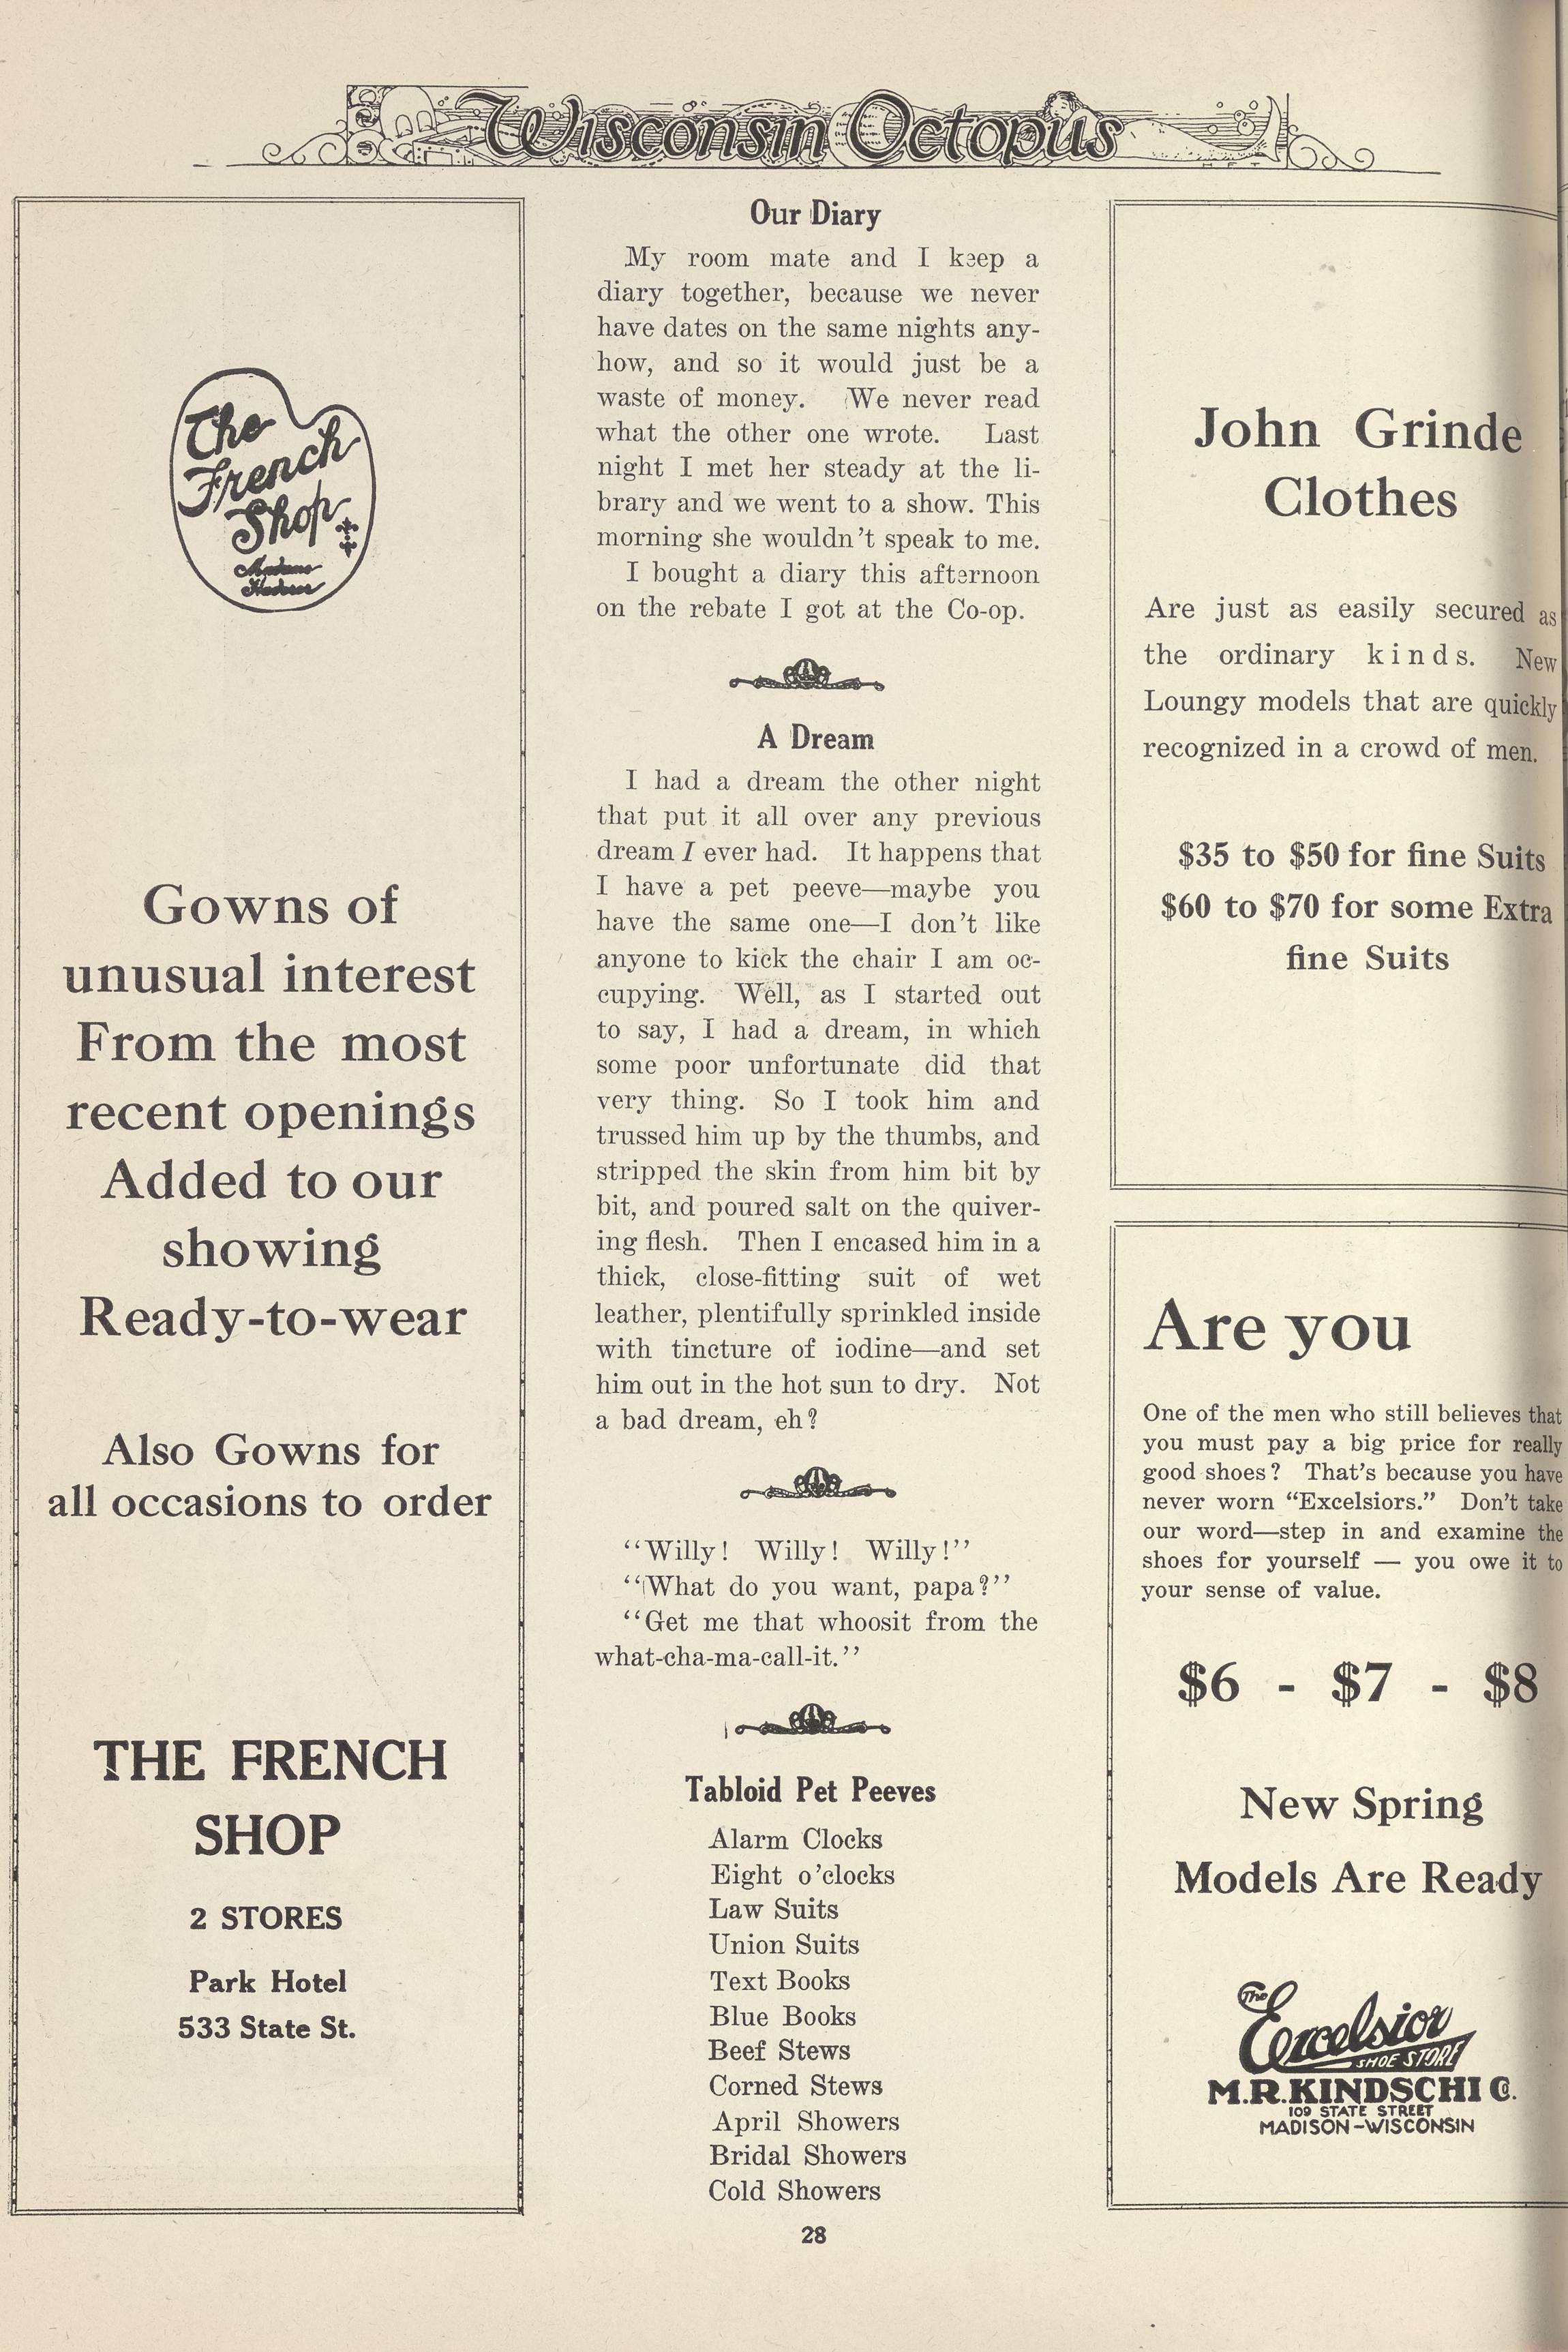 Wisconsin Octopus
The
French
Shop
Madame
Gowns of
unusual interest
From the most
recent openings
Added to our
showing
Ready-to-wear
Also Gowns for
all occasions to order
THE FRENCH
SHOP
2 STORES
Park Hotel
533 State St.
Our Diary
My room mate and I keep a
diary together, because we never
have dates on the same nights any-
how, and so it would just be a
waste of money. We never read
what the other one wrote. Last
night I met her steady at the li-
brary and we went to a show. This
morning she wouldn't speak to me.
I bought a diary this afternoon
on the rebate I got at the Co-op.
A Dream
I had a dream the other night
that put it all over any previous
dream I ever had. It happens that
I have a pet peeve—maybe you
have the same one—I don't like
anyone to kick the chair I am oc-
cupying. Well, as I started out
to say, I had a dream, in which
some poor unfortunate did that
very thing. So I took him and
trussed him up by the thumbs, and
stripped the skin from him bit by
bit, and poured salt on the quiver-
ing flesh. Then I encased him in a
thick, close-fitting suit of wet
leather, plentifully sprinkled inside
with tincture of iodine—and set
him out in the hot sun to dry. Not
a bad dream, eh?
"Willy! Willy! Willy!"
"What do you want, papa?"
"Get me that whoosit from the
what-cha-ma-call-it."
Tabloid Pet Peeves
Alarm Clocks
Eight o'clocks
Law Suits
Union Suits
Text Books
Blue Books
Beef Stews
Corned Stews
April Showers
Bridal Showers
Cold Showers
John Grinde
Clothes
Are just as easily secured as
the ordinary kinds. New
Loungy models that are quickly
recognized in a crowd of men.
$35 to $50 for fine Suits
$60 to $70 for some Extra
fine Suits
Are you
One of the men who still believes that
you must pay a big price for really
good shoes? That's because you have
never worn "Excelsiors." Don't take
our word—step in and examine the
shoes for yourself — you owe it to
your sense of value.
$6 - $7 - $8
New Spring
Models Are Ready
The
Excelsior
SHOE STORE
M.R. KINDSCHI Co.
109 STATE STREET
MADISON-WISCONSIN
28